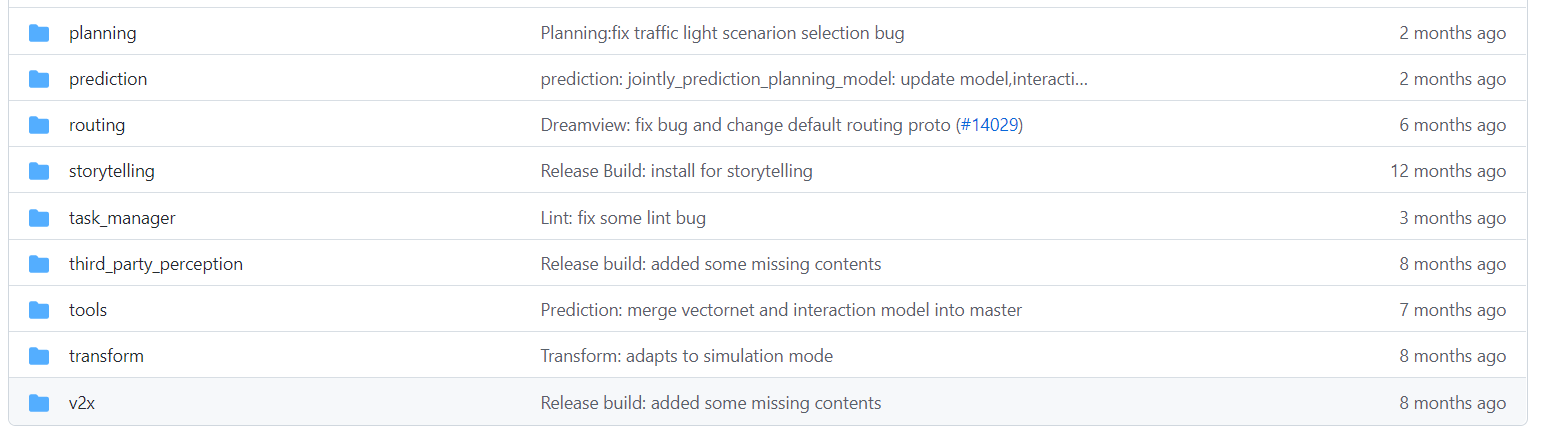 planning Planning:fix traffic light scenarion selection bug 2 months ago
prediction prediction: jointly_prediction_planning_model: update model,interacti... 2 months ago
routing Dreamview: fix bug and change default routing proto (#14029) 6 months ago
storytelling Release Build: install for storytelling 12 months ago
task_manager Lint: fix some lint bug 3 months ago
third_party_perception Release build: added some missing contents 8 months ago
tools Prediction: merge vectornet and interaction model into master 7 months ago
transform Transform: adapts to simulation mode 8 months ago
v2x Release build: added some missing contents 8 months ago